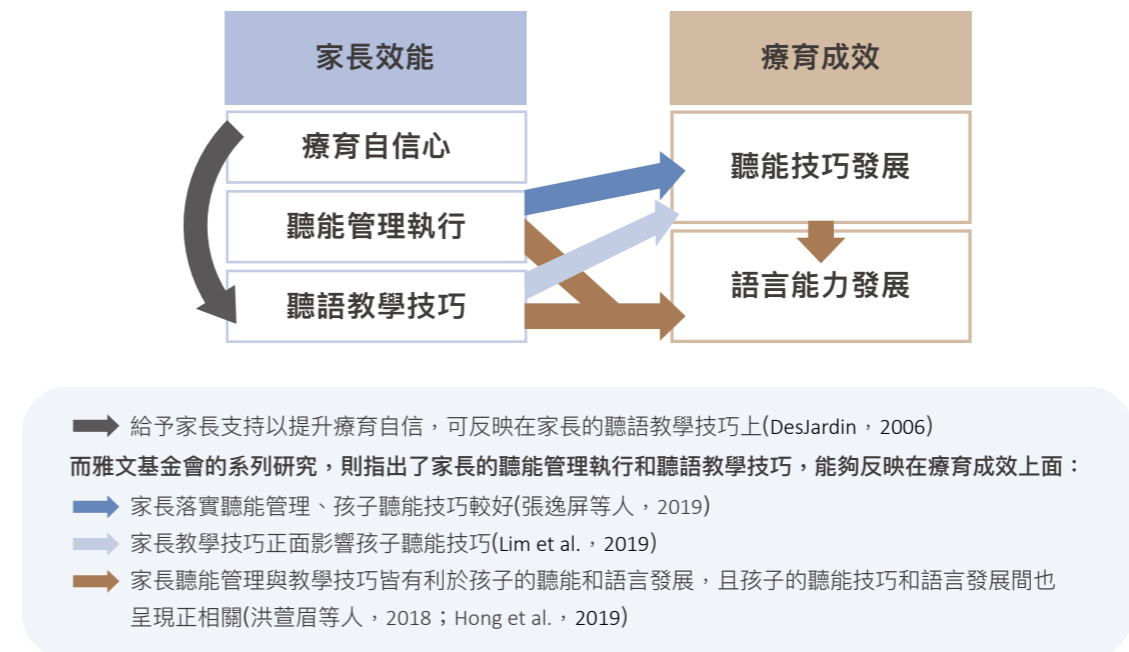 家長效能
療育成效
療育自信心
聽能管理執行
聽語教學技巧
聽能技巧發展
語言能力發展
給予家長支持以提升療育自信，可反映在家長的聽語教學技巧上(DesJardin，2006)
而雅文基金會的系列研究，則指出了家長的聽能管理執行和聽語教學技巧，能夠反映在療育成效上面：
家長落實聽能管理、孩子聽能技巧較好(張逸屏等人，2019)
家長教學技巧正面影響孩子聽能技巧(Lim et al.，2019)
家長聽能管理與教學技巧皆有利於孩子的聽能和語言發展，且孩子的聽能技巧和語言發展間也
呈現正相關(洪萱眉等人，2018；Hong et al.，2019)